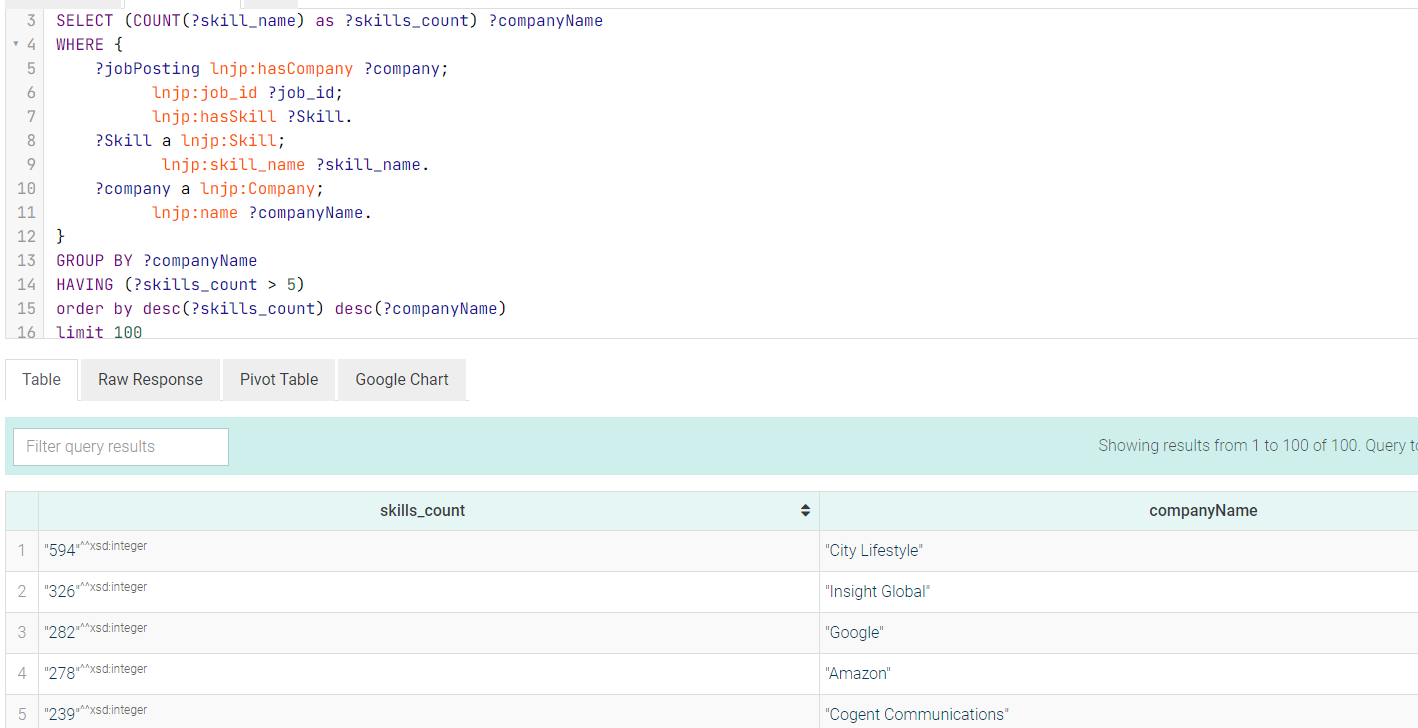 3 SELECT (COUNT(?skill_name) as ?skills_count) ?companyName
4 WHERE {
5 ?jobPosting lnjp:hasCompany ?company;
6 lnjp:job_id ?job_id;
7 lnjp:hasSkill ?Skill.
8 ?Skill a lnjp:Skill;
9 lnjp:skill_name ?skill_name.
10 ?company a lnjp:Company;
11 lnjp:name ?companyName.
12 }
13 GROUP BY ?companyName
14 HAVING (?skills_count > 5)
15 order by desc(?skills_count) desc(?companyName)
16 limit 100
Table Raw Response Pivot Table Google Chart
Filter query results Showing results from 1 to 100 of 100. Query
skills_count companyName
1 "594"^^xsd:integer "City Lifestyle"
2 "326"^^xsd:integer "Insight Global"
3 "282"^^xsd:integer "Google"
4 "278"^^xsd:integer "Amazon"
5 "239"^^xsd:integer "Cogent Communications"